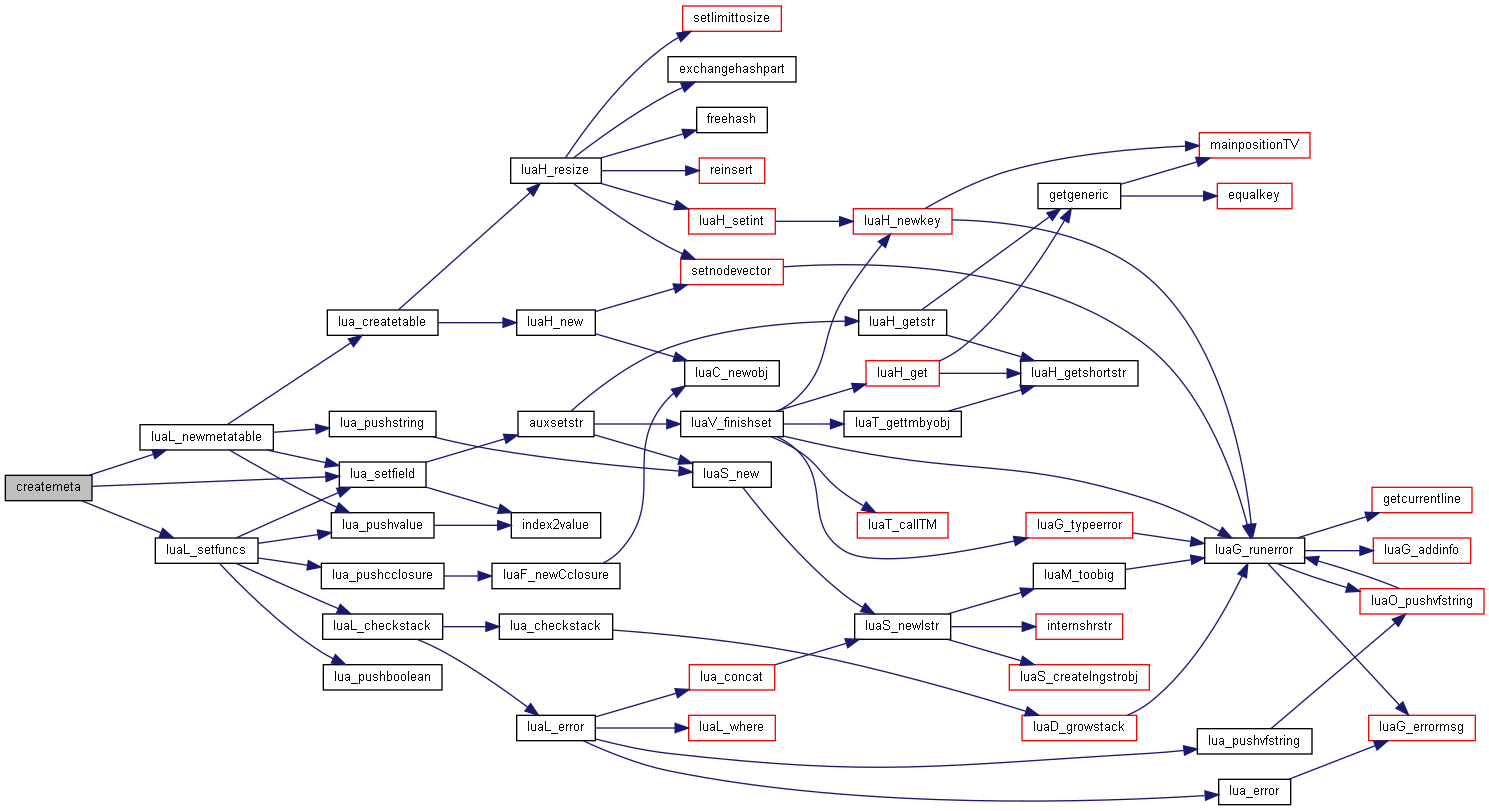 setlimittosize
exchangehashpart
freehash
mainpositionTV
luaH_resize
reinsert
getgeneric
equalkey
luaH_setint
luaH_newkey
setnodevector
lua_createtable
luaH_new
luaH_getstr
luaC_newobj
luaH_get
luaH_getshortstr
lua_pushstring
auxsetstr
luaV_finishset
luaT_gettmbyobj
luaL_newmetatable
lua_setfield
luaS_new
createmeta
getcurrentline
lua_pushvalue
index2value
luaT_callTM
luaG_typeerror
luaL_setfuncs
luaG_runerror
luaG_addinfo
lua_pushcclosure
luaF_newCclosure
luaM_toobig
luaO_pushvfstring
luaL_checkstack
lua_checkstack
luaS_newlstr
internshrstr
lua_pushboolean
lua_concat
luaS_createlngstrobj
luaL_error
luaL_where
luaD_growstack
luaG_errormsg
lua_pushvfstring
lua_error